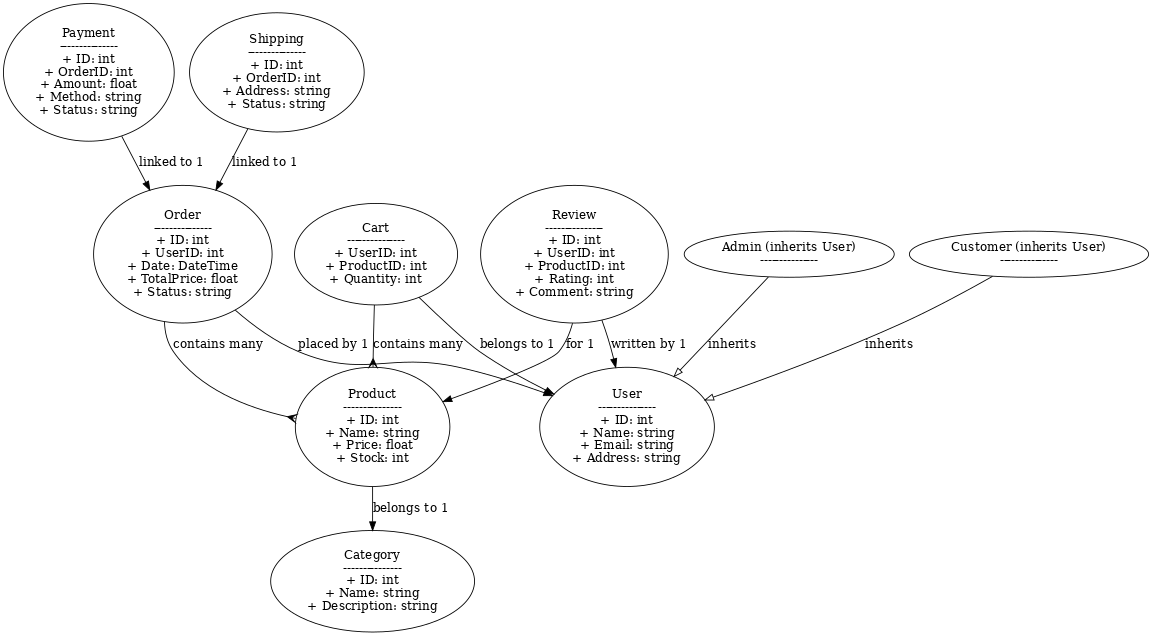 Payment
---------------
+ ID: int
+ OrderID: int
+ Amount: float
+ Method: string
+ Status: string
Shipping
---------------
+ ID: int
+ OrderID: int
+ Address: string
+ Status: string
linked to 1
linked to 1
Order
---------------
+ ID: int
+ UserID: int
+ Date: DateTime
+ TotalPrice: float
+ Status: string
Cart
---------------
+ UserID: int
+ ProductID: int
+ Quantity: int
Review
---------------
+ ID: int
+ UserID: int
+ ProductID: int
+ Rating: int
+ Comment: string
Admin (inherits User)
---------------
Customer (inherits User)
---------------
contains many
placed by 1
contains many
belongs to 1
for 1
written by 1
inherits
inherits
Product
---------------
+ ID: int
+ Name: string
+ Price: float
+ Stock: int
User
---------------
+ ID: int
+ Name: string
+ Email: string
+ Address: string
belongs to 1
Category
---------------
+ ID: int
+ Name: string
+ Description: string